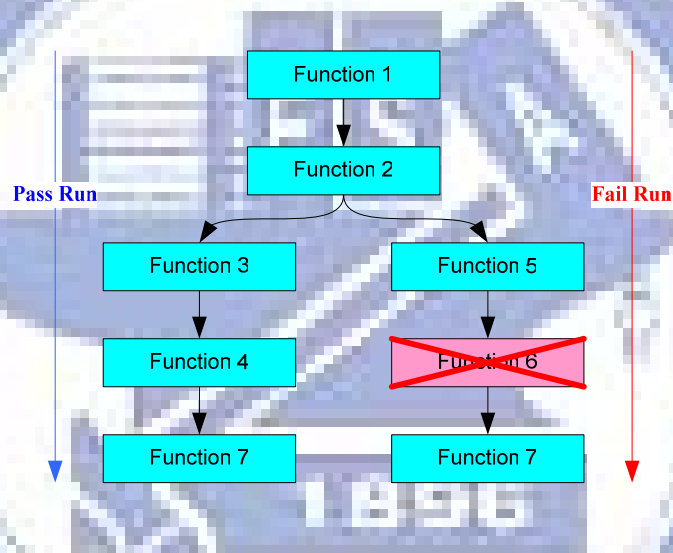 Function 1
Function 2
Pass Run
Fail Run
Function 3
Function 5
Function 4
Function 6
Function 7
Function 7
1896